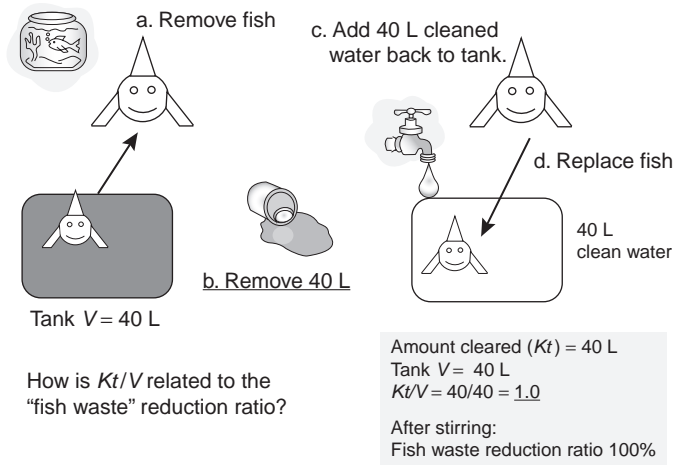 a. Remove fish
c. Add 40 L cleaned
water back to tank.
d. Replace fish
b. Remove 40 L
40 L
clean water
Tank V = 40 L
How is Kt/V related to the
“fish waste” reduction ratio?
Amount cleared (Kt) = 40 L
Tank V = 40 L
Kt/V = 40/40 = 1.0
After stirring:
Fish waste reduction ratio 100%